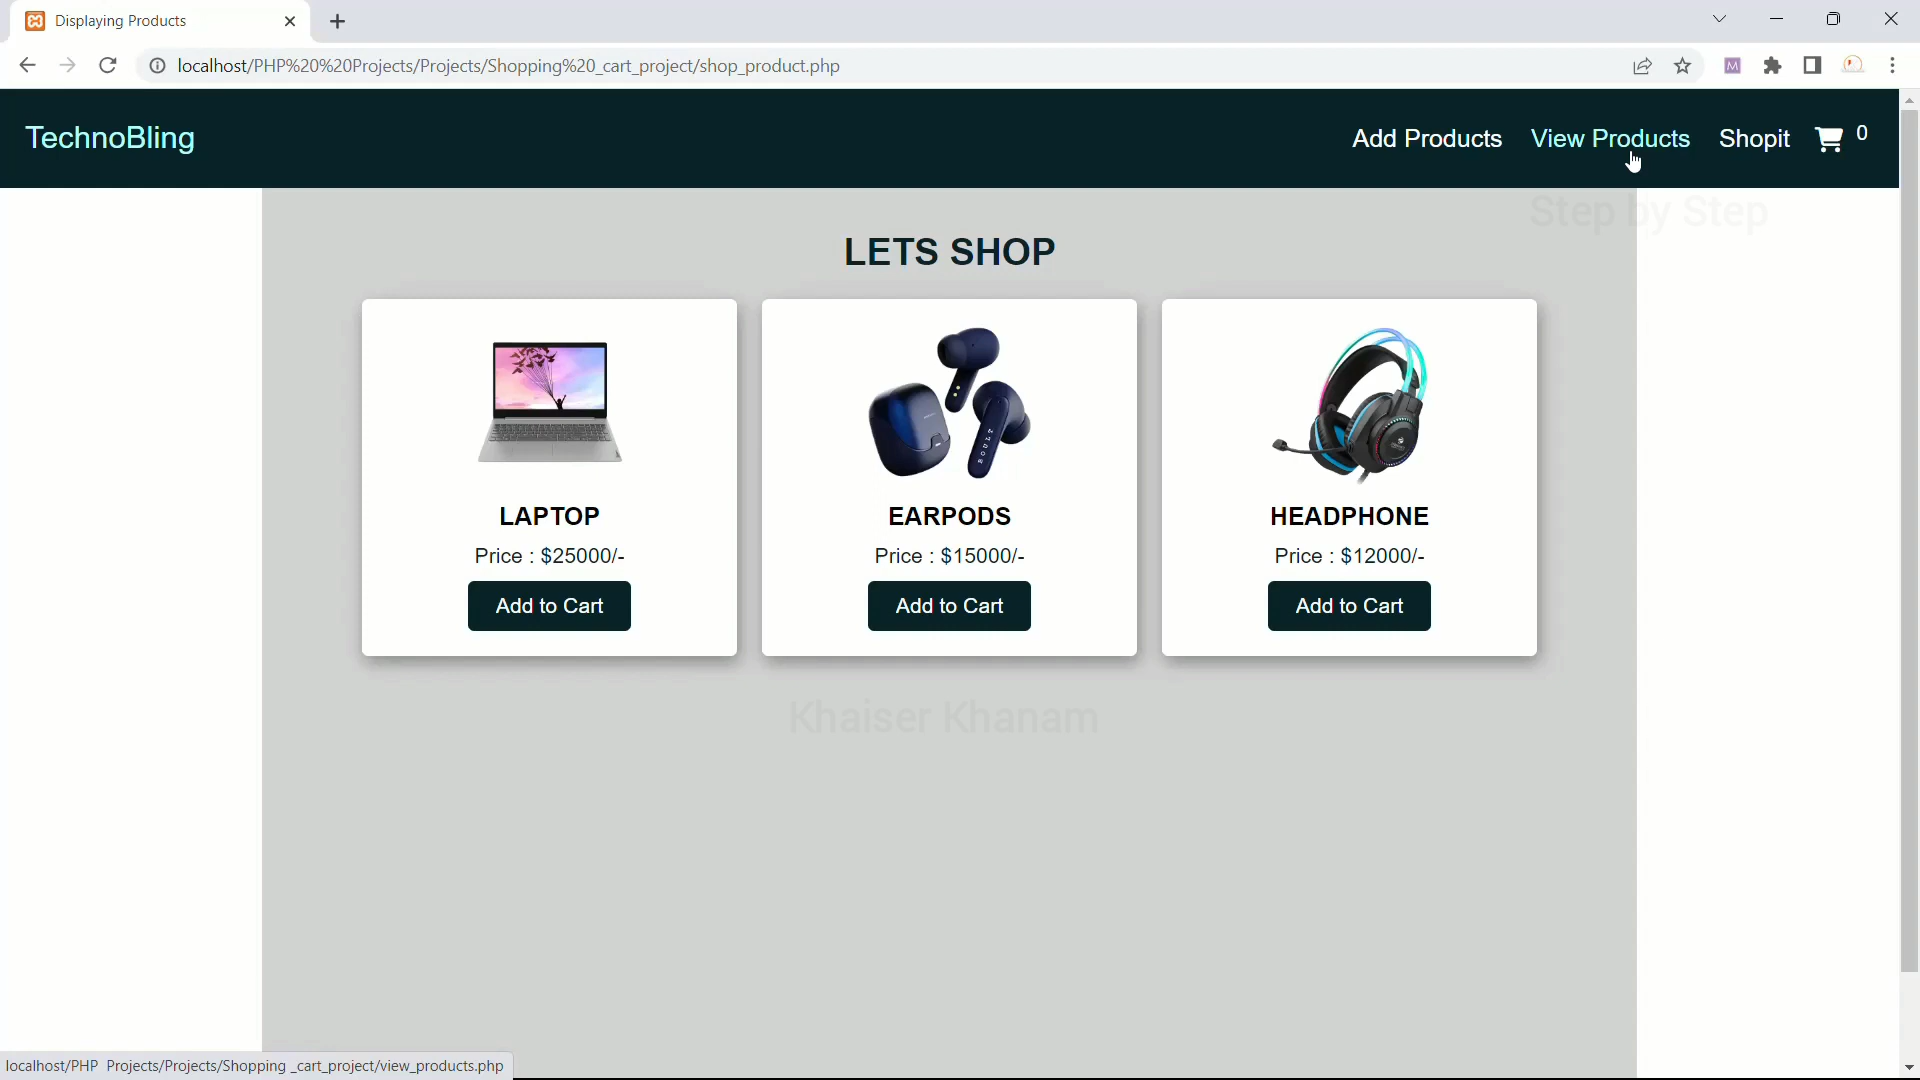 Displaying Products
localhost/PHP%20%20Projects/Projects/Shopping%20_cart_project/shop_product.php
M
TechnoBling
Add Products
View Products
Shopit
0
Step by Step
LETS SHOP
BOULT
LAPTOP
EARPODS
HEADPHONE
Price : $25000/-
Price : $15000/-
Price : $12000/-
Add to Cart
Add to Cart
Add to Cart
Khaiser Khanam
localhost/PHP  Projects/Projects/Shopping _cart_project/view_products.php